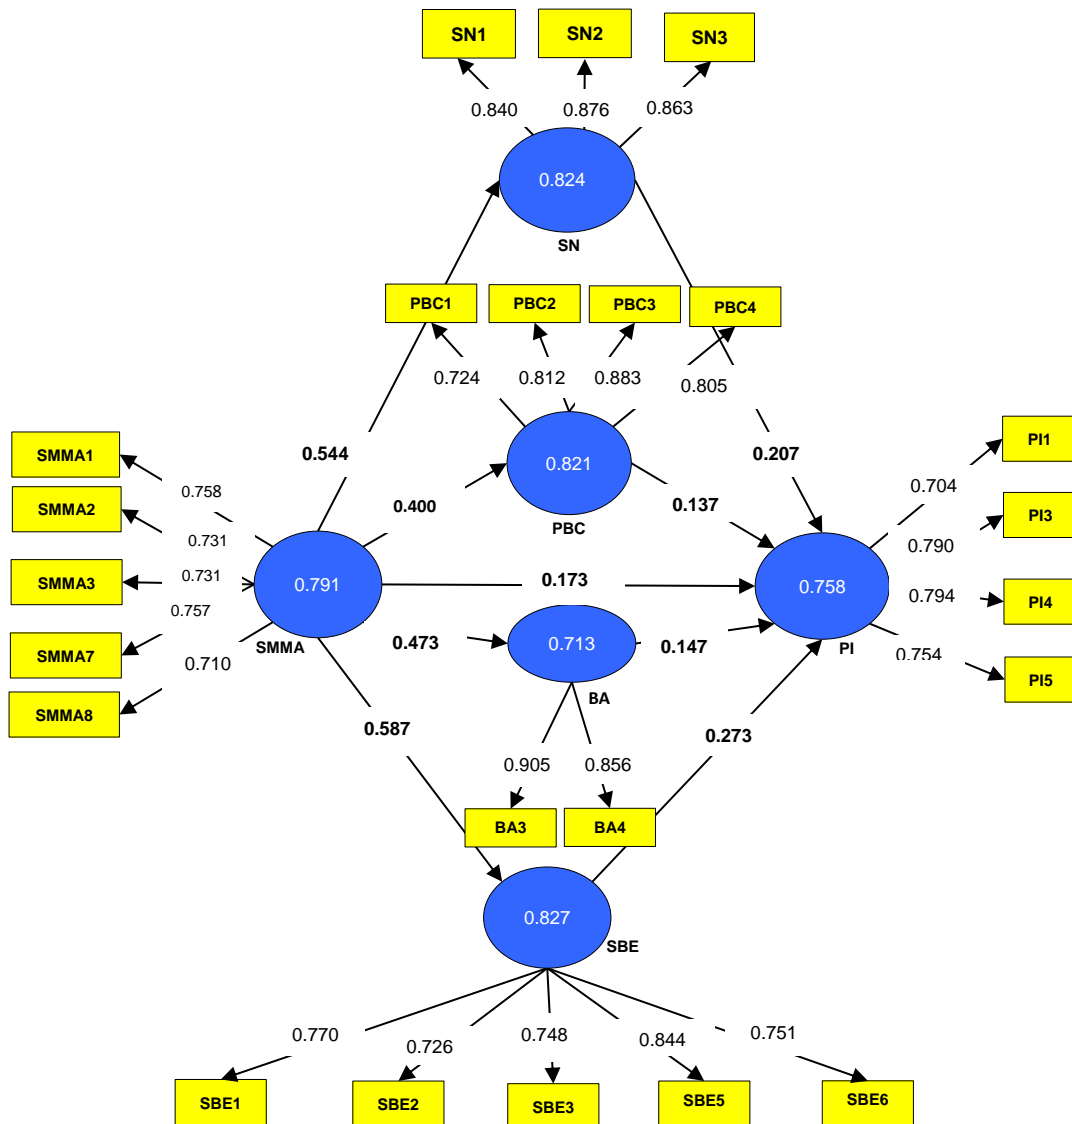 SN1 SN2 SN3
0.840 0.876 0.863
0.824
SN
PBC1 PBC2 PBC3 PBC4
0.724 0.812 0.883 0.805
SMMA1
SMMA2
SMMA3
SMMA7
SMMA8
0.758
0.731
0.731
0.757
0.710
0.791
SMMA
0.544
0.400
0.821
PBC
0.137
0.207
0.173
0.473
0.713
BA
0.147
0.758
PI
0.704
0.790
0.794
0.754
PI1
PI3
PI4
PI5
0.587
0.273
0.905 0.856
BA3 BA4
0.827
SBE
0.770 0.726 0.748 0.844 0.751
SBE1 SBE2 SBE3 SBE5 SBE6